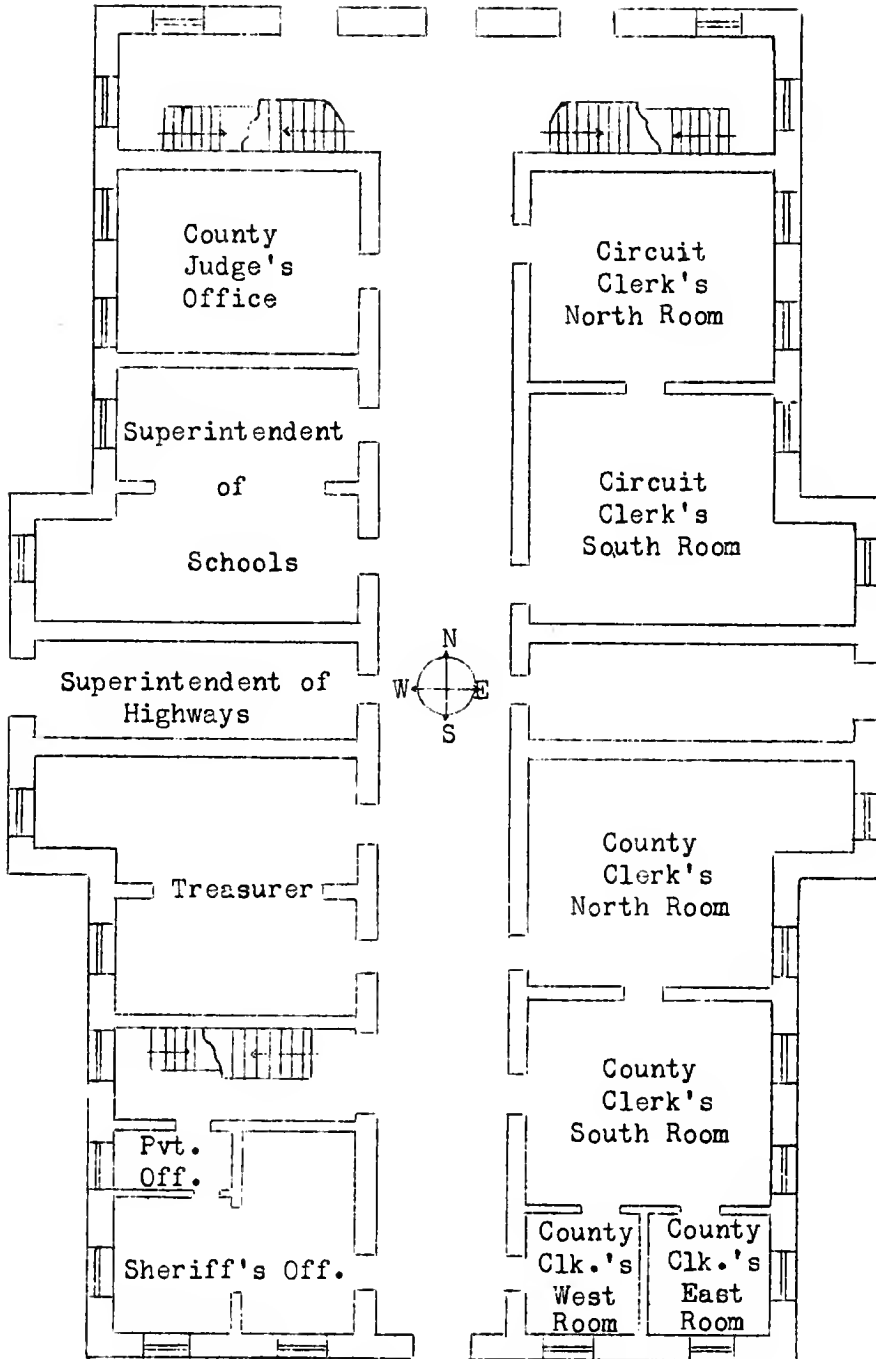 County
Judge's
Office
Circuit
Clerk's
North Room
Superintendent
of
Schools
Circuit
Clerk's
South Room
Superintendent of
Highways
N
W
E
S
Treasurer
County
Clerk's
North Room
County
Clerk's
South Room
Pvt.
Off.
Sheriff's Off.
County
Clk.'s
West
Room
County
Clk.'s
East
Room